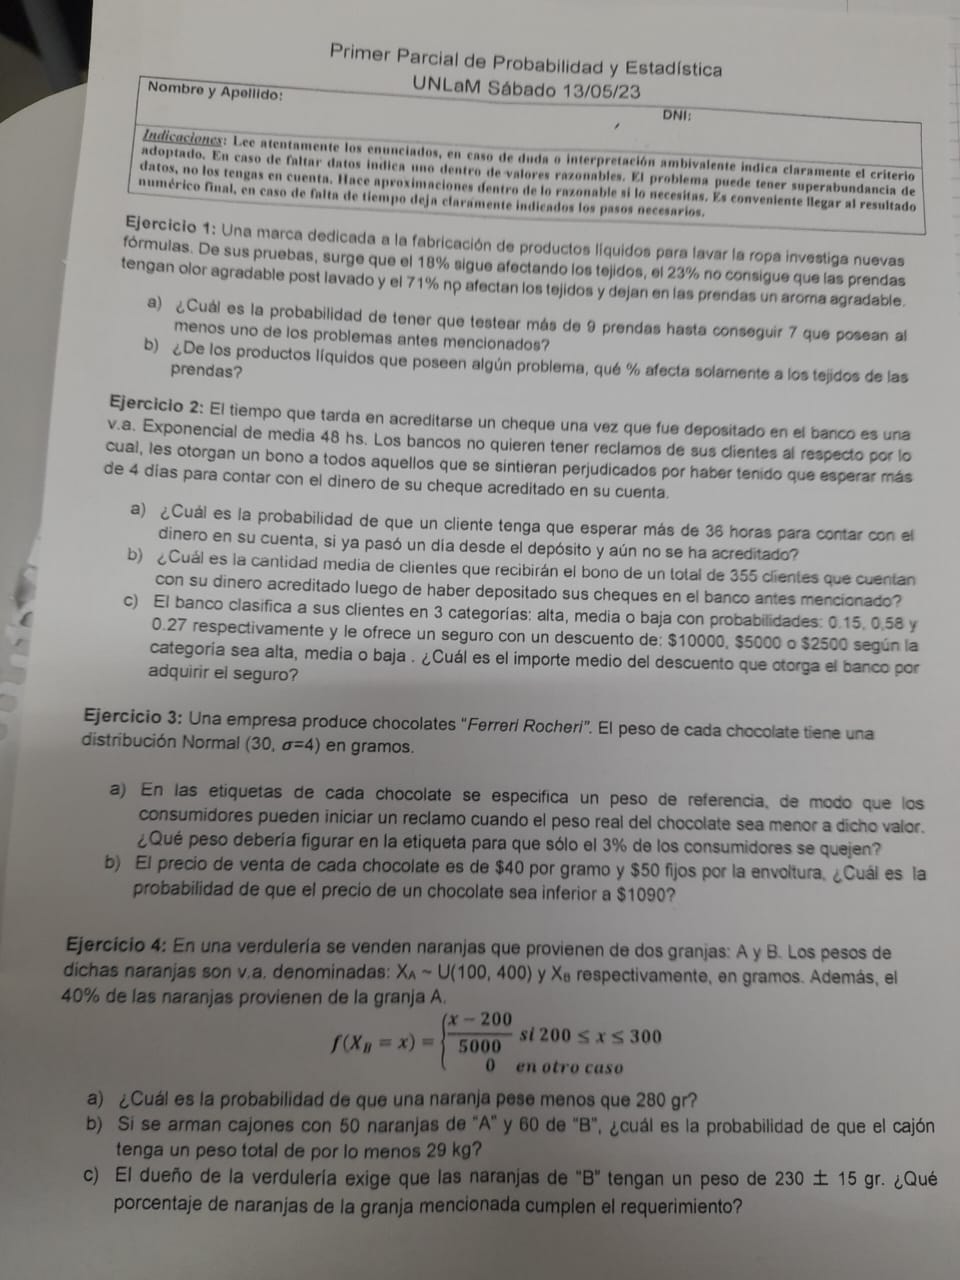 Primer Parcial de Probabilidad y Estadística
UNLaM Sábado 13/05/23
Nombre y Apellido:
DNI:
Indicaciones: Lee atentamente los enunciados, en caso de duda o interpretación ambivalente indica claramente el criterio
adoptado. En caso de faltar datos indica uno dentro de valores razonables. El problema puede tener superabundancia de
datos, no los tengas en cuenta. Hace aproximaciones dentro de lo razonable si lo necesitas. Es conveniente llegar al resultado
numérico final, en caso de falta de tiempo deja claramente indicados los pasos necesarios.
Ejercicio 1: Una marca dedicada a la fabricación de productos líquidos para lavar la ropa investiga nuevas
fórmulas. De sus pruebas, surge que el 18% sigue afectando los tejidos, el 23% no consigue que las prendas
tengan olor agradable post lavado y el 71% no afectan los tejidos y dejan en las prendas un aroma agradable.
a) ¿Cuál es la probabilidad de tener que testear más de 9 prendas hasta conseguir 7 que posean al
menos uno de los problemas antes mencionados?
b) ¿De los productos líquidos que poseen algún problema, qué % afecta solamente a los tejidos de las
prendas?
Ejercicio 2: El tiempo que tarda en acreditarse un cheque una vez que fue depositado en el banco es una
v.a. Exponencial de media 48 hs. Los bancos no quieren tener reclamos de sus clientes al respecto por lo
cual, les otorgan un bono a todos aquellos que se sintieran perjudicados por haber tenido que esperar más
de 4 días para contar con el dinero de su cheque acreditado en su cuenta.
a) ¿Cuál es la probabilidad de que un cliente tenga que esperar más de 36 horas para contar con el
dinero en su cuenta, si ya pasó un día desde el depósito y aún no se ha acreditado?
b) ¿Cuál es la cantidad media de clientes que recibirán el bono de un total de 355 clientes que cuentan
con su dinero acreditado luego de haber depositado sus cheques en el banco antes mencionado?
c) El banco clasifica a sus clientes en 3 categorías: alta, media o baja con probabilidades: 0.15, 0,58 y
0.27 respectivamente y le ofrece un seguro con un descuento de: $10000, $5000 o $2500 según la
categoría sea alta, media o baja . ¿Cuál es el importe medio del descuento que otorga el banco por
adquirir el seguro?
Ejercicio 3: Una empresa produce chocolates "Ferreri Rocheri". El peso de cada chocolate tiene una
distribución Normal (30, σ=4) en gramos.
a) En las etiquetas de cada chocolate se especifica un peso de referencia, de modo que los
consumidores pueden iniciar un reclamo cuando el peso real del chocolate sea menor a dicho valor.
¿Qué peso debería figurar en la etiqueta para que sólo el 3% de los consumidores se quejen?
b) El precio de venta de cada chocolate es de $40 por gramo y $50 fijos por la envoltura, ¿Cuál es la
probabilidad de que el precio de un chocolate sea inferior a $1090?
Ejercicio 4: En una verdulería se venden naranjas que provienen de dos granjas: A y B. Los pesos de
dichas naranjas son v.a. denominadas: XA ~ U(100, 400) y XB respectivamente, en gramos. Además, el
40% de las naranjas provienen de la granja A.
f(XB = x) = { (x − 200)/5000 si 200 ≤ x ≤ 300
0 en otro caso
a) ¿Cuál es la probabilidad de que una naranja pese menos que 280 gr?
b) Si se arman cajones con 50 naranjas de "A" y 60 de "B", ¿cuál es la probabilidad de que el cajón
tenga un peso total de por lo menos 29 kg?
c) El dueño de la verdulería exige que las naranjas de "B" tengan un peso de 230 ± 15 gr. ¿Qué
porcentaje de naranjas de la granja mencionada cumplen el requerimiento?